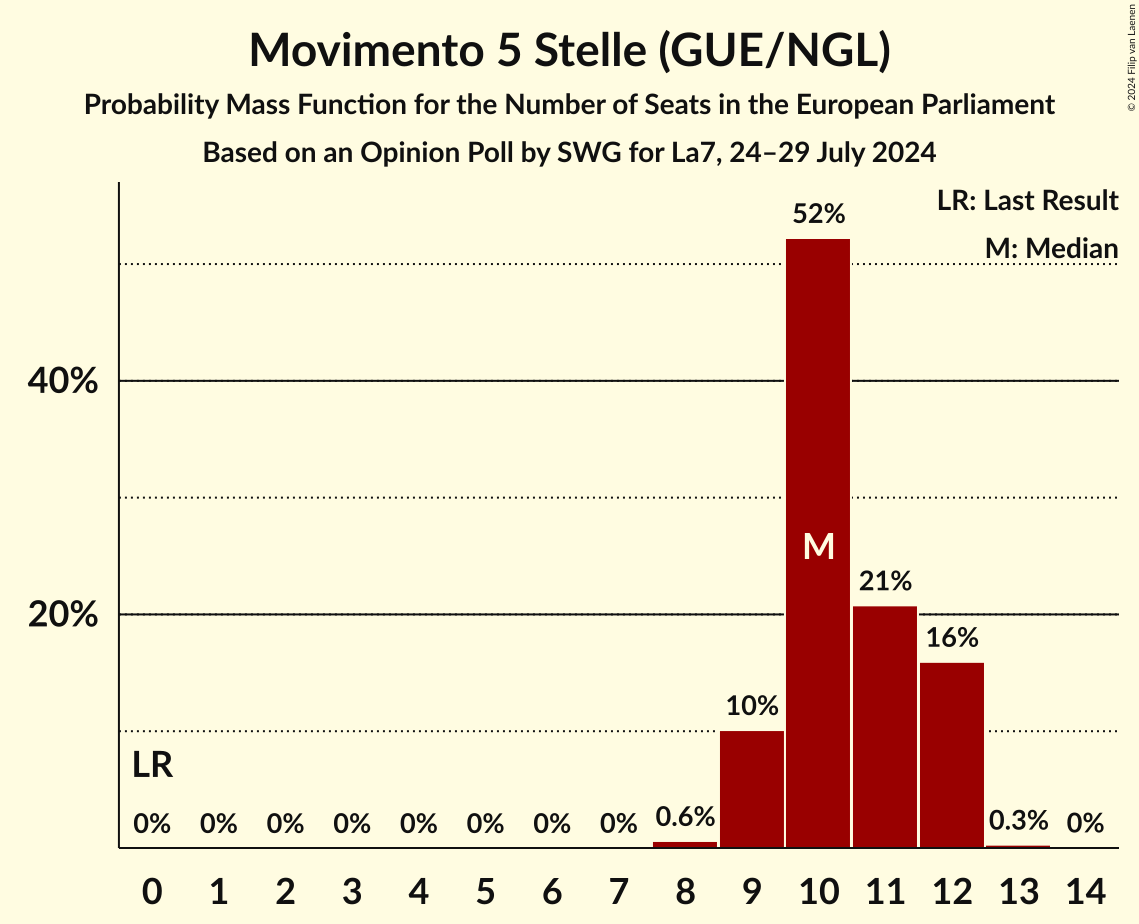 Movimento 5 Stelle (GUE/NGL)
Probability Mass Function for the Number of Seats in the European Parliament
Based on an Opinion Poll by SWG for La7, 24–29 July 2024
© 2024 Filip van Laenen
LR: Last Result
M: Median
52%
40%
M
21%
20%
16%
10%
LR
0% 0% 0% 0% 0% 0% 0% 0% 0.6% 0.3% 0%
0 1 2 3 4 5 6 7 8 9 10 11 12 13 14